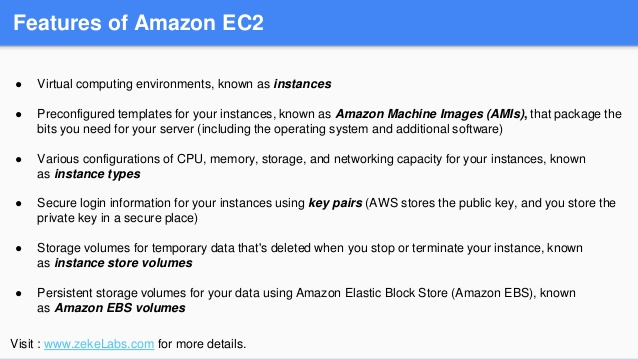 Features of Amazon EC2
● Virtual computing environments, known as instances
● Preconfigured templates for your instances, known as Amazon Machine Images (AMIs), that package the
bits you need for your server (including the operating system and additional software)
● Various configurations of CPU, memory, storage, and networking capacity for your instances, known
as instance types
● Secure login information for your instances using key pairs (AWS stores the public key, and you store the
private key in a secure place)
● Storage volumes for temporary data that's deleted when you stop or terminate your instance, known
as instance store volumes
● Persistent storage volumes for your data using Amazon Elastic Block Store (Amazon EBS), known
as Amazon EBS volumes
Visit : www.zekeLabs.com for more details.